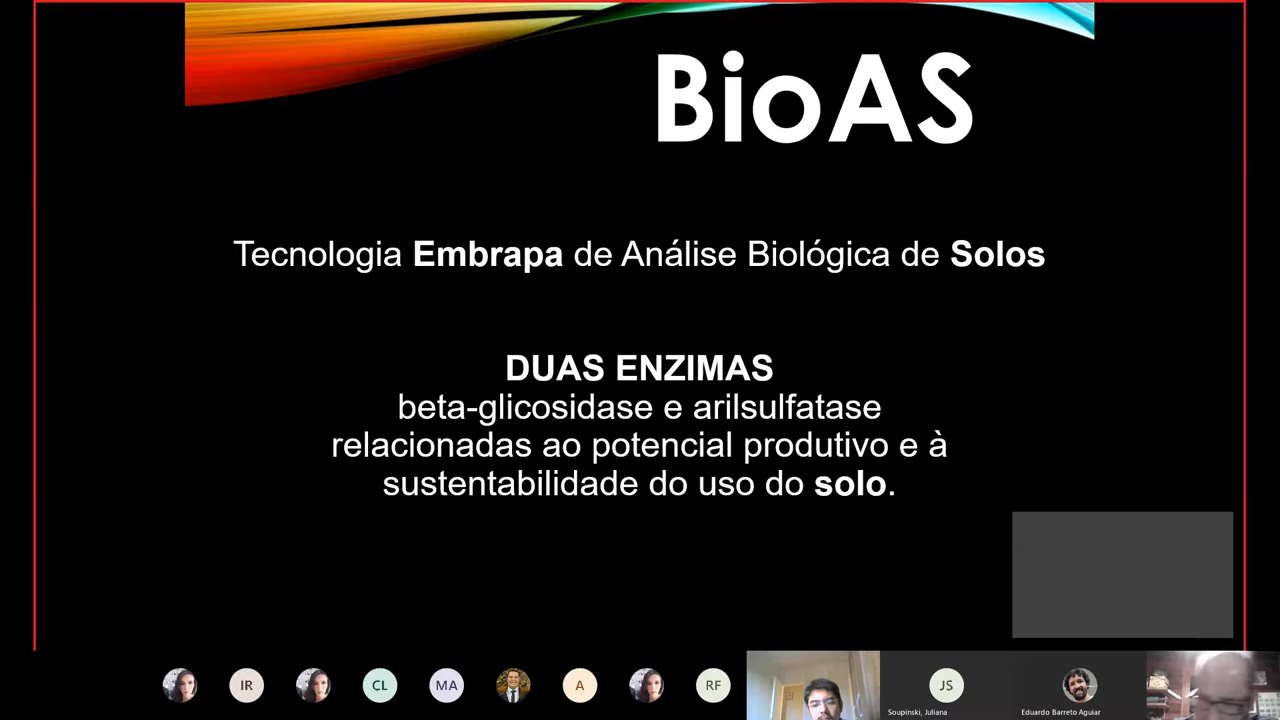 BioAS
Tecnologia Embrapa de Análise Biológica de Solos
DUAS ENZIMAS
beta-glicosidase e arilsulfatase
relacionadas ao potencial produtivo e à
sustentabilidade do uso do solo.
IR
CL
MA
A
RF
JS
Soupinski, Juliana
Eduardo Barreto Aguiar